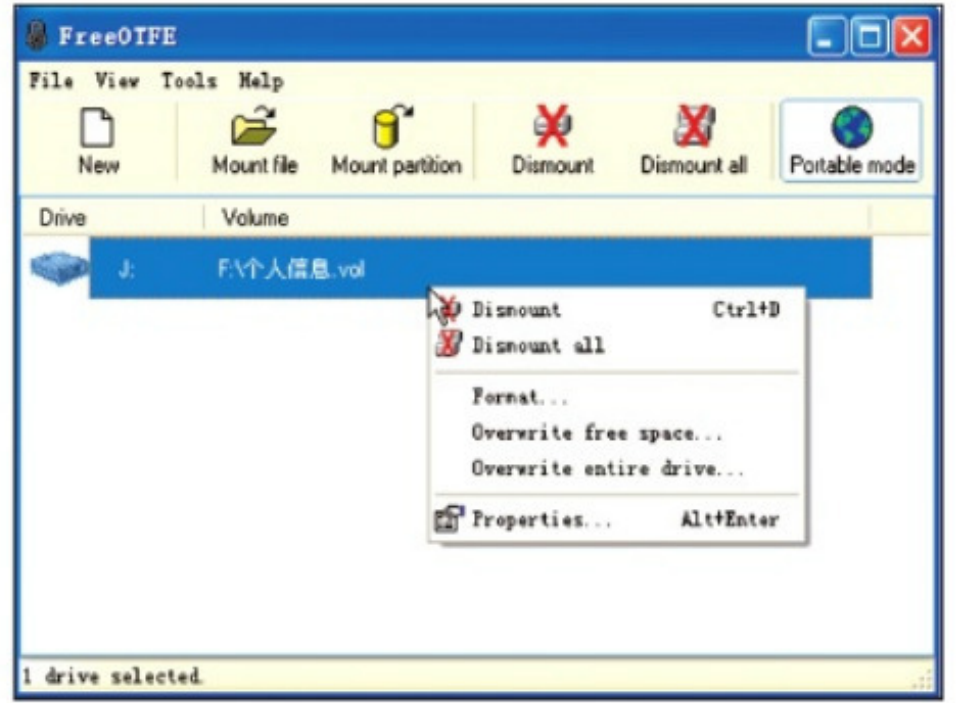 FreeOTFE
File View Tools Help
New Mount file Mount partition Dismount Dismount all Portable mode
Drive Volume
J: F:\个人信息.vol
Dismount Ctrl+D
Dismount all
Format...
Overwrite free space...
Overwrite entire drive...
Properties... Alt+Enter
1 drive selected.